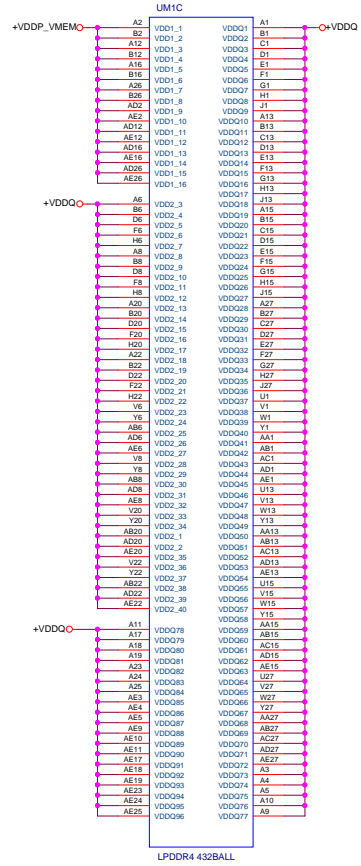 UM1C
+VDDP_VMEM A2 VDD1_1 VDDQ1 A1 +VDDQ
B2 VDD1_2 VDDQ2 B1
A12 VDD1_3 VDDQ3 C1
B12 VDD1_4 VDDQ4 D1
A16 VDD1_5 VDDQ5 E1
B16 VDD1_6 VDDQ6 F1
A26 VDD1_7 VDDQ7 G1
B26 VDD1_8 VDDQ8 H1
AD2 VDD1_9 VDDQ9 J1
AE2 VDD1_10 VDDQ10 A13
AD12 VDD1_11 VDDQ11 B13
AE12 VDD1_12 VDDQ12 C13
AD16 VDD1_13 VDDQ13 D13
AE16 VDD1_14 VDDQ14 E13
AD26 VDD1_15 VDDQ15 F13
AE26 VDD1_16 VDDQ16 G13
VDDQ17 H13
+VDDQ A6 VDD2_3 VDDQ18 J13
B6 VDD2_4 VDDQ19 A15
D6 VDD2_5 VDDQ20 B15
F6 VDD2_6 VDDQ21 C15
H6 VDD2_7 VDDQ22 D15
A8 VDD2_8 VDDQ23 E15
B8 VDD2_9 VDDQ24 F15
D8 VDD2_10 VDDQ25 G15
F8 VDD2_11 VDDQ26 H15
H8 VDD2_12 VDDQ27 J15
A20 VDD2_13 VDDQ28 A27
B20 VDD2_14 VDDQ29 B27
D20 VDD2_15 VDDQ30 C27
F20 VDD2_16 VDDQ31 D27
H20 VDD2_17 VDDQ32 E27
A22 VDD2_18 VDDQ33 F27
B22 VDD2_19 VDDQ34 G27
D22 VDD2_20 VDDQ35 H27
F22 VDD2_21 VDDQ36 J27
H22 VDD2_22 VDDQ37 U1
V6 VDD2_23 VDDQ38 V1
Y6 VDD2_24 VDDQ39 W1
AB6 VDD2_25 VDDQ40 Y1
AD6 VDD2_26 VDDQ41 AA1
AE6 VDD2_27 VDDQ42 AB1
V8 VDD2_28 VDDQ43 AC1
Y8 VDD2_29 VDDQ44 AD1
AB8 VDD2_30 VDDQ45 AE1
AD8 VDD2_31 VDDQ46 U13
AE8 VDD2_32 VDDQ47 V13
V20 VDD2_33 VDDQ48 W13
Y20 VDD2_34 VDDQ49 Y13
AB20 VDD2_1 VDDQ50 AA13
AD20 VDD2_2 VDDQ51 AB13
AE20 VDD2_35 VDDQ52 AC13
V22 VDD2_36 VDDQ53 AD13
Y22 VDD2_37 VDDQ54 AE13
AB22 VDD2_38 VDDQ55 U15
AD22 VDD2_39 VDDQ56 V15
AE22 VDD2_40 VDDQ57 W15
VDDQ58 Y15
+VDDQ A11 VDDQ78 VDDQ59 AA15
A17 VDDQ79 VDDQ60 AB15
A18 VDDQ80 VDDQ61 AC15
A19 VDDQ81 VDDQ62 AD15
A23 VDDQ82 VDDQ63 AE15
A24 VDDQ83 VDDQ64 U27
A25 VDDQ84 VDDQ65 V27
AE3 VDDQ85 VDDQ66 W27
AE4 VDDQ86 VDDQ67 Y27
AE5 VDDQ87 VDDQ68 AA27
AE9 VDDQ88 VDDQ69 AB27
AE10 VDDQ89 VDDQ70 AC27
AE11 VDDQ90 VDDQ71 AD27
AE17 VDDQ91 VDDQ72 AE27
AE18 VDDQ92 VDDQ73 A3
AE19 VDDQ93 VDDQ74 A4
AE23 VDDQ94 VDDQ75 A5
AE24 VDDQ95 VDDQ76 A10
AE25 VDDQ96 VDDQ77 A9
LPDDR4 432BALL